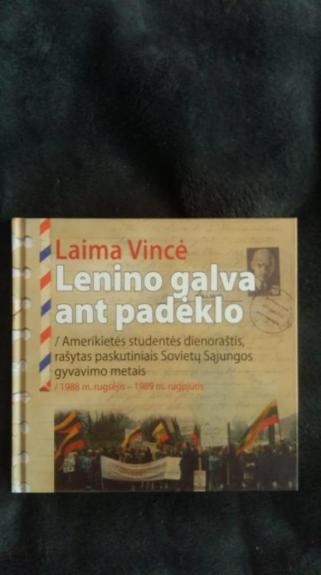 Laima Vincė
Lenino galva
ant padėklo
/ Amerikietės studentės dienoraštis,
rašytas paskutiniais Sovietų Sąjungos
gyvavimo metais
/ 1988 m. rugsėjis – 1989 m. rugpjūtis